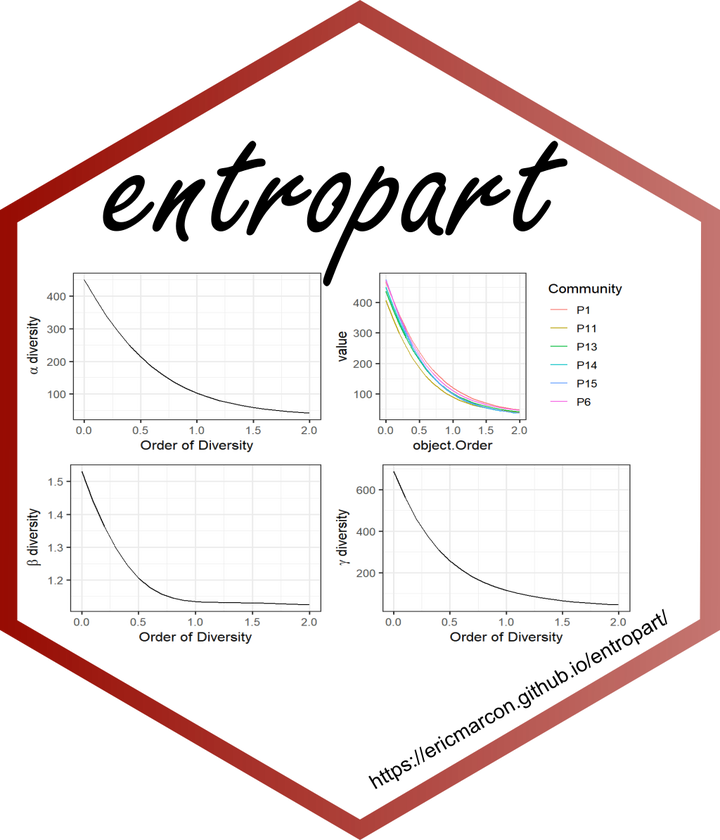 entropart
α diversity
400
300
200
100
0.0 0.5 1.0 1.5 2.0
Order of Diversity
value
400
300
200
100
0.0 0.5 1.0 1.5 2.0
object.Order
Community
P1
P11
P13
P14
P15
P6
β diversity
1.5
1.4
1.3
1.2
0.0 0.5 1.0 1.5 2.0
Order of Diversity
γ diversity
600
400
200
0.0 0.5 1.0 1.5 2.0
Order of Diversity
https://ericmarcon.github.io/entropart/